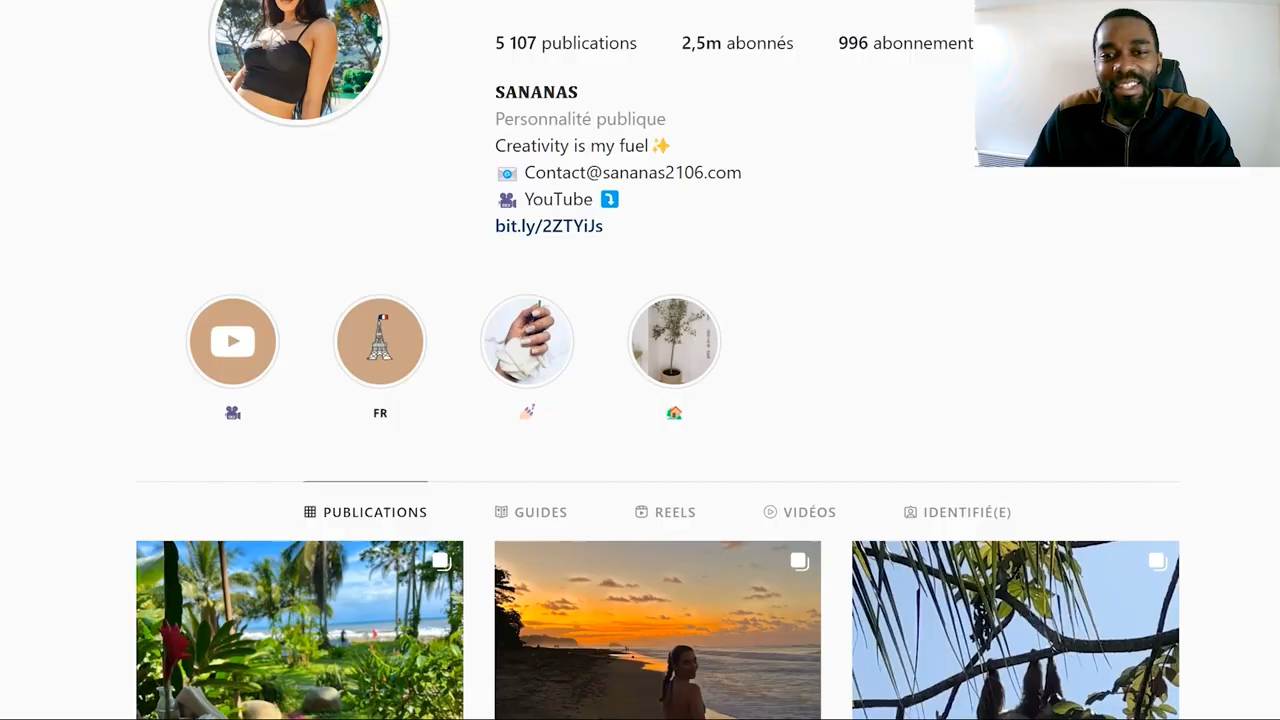 5 107 publications 2,5m abonnés 996 abonnement
SANANAS
Personnalité publique
Creativity is my fuel✨
📧 Contact@sananas2106.com
🎥 YouTube ⤵️
bit.ly/2ZTYiJs
🎥 FR 💅 🏡
PUBLICATIONS GUIDES REELS VIDÉOS IDENTIFIÉ(E)